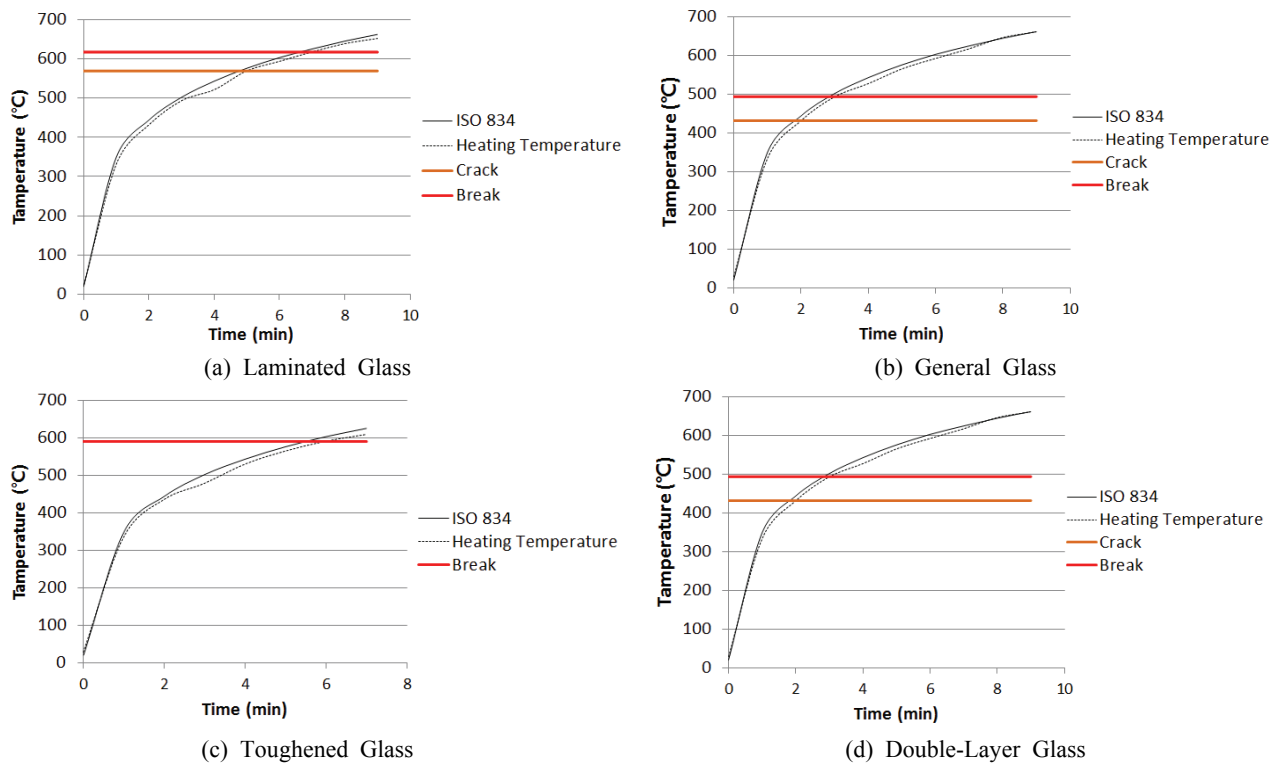 700
600
500
400
300
200
100
0
Tamperature (℃)
0 2 4 6 8 10
Time (min)
ISO 834
Heating Temperature
Crack
Break
(a) Laminated Glass
700
600
500
400
300
200
100
0
Tamperature (℃)
0 2 4 6 8 10
Time (min)
ISO 834
Heating Temperature
Crack
Break
(b) General Glass
700
600
500
400
300
200
100
0
Tamperature (℃)
0 2 4 6 8
Time (min)
ISO 834
Heating Temperature
Break
(c) Toughened Glass
700
600
500
400
300
200
100
0
Tamperature (℃)
0 2 4 6 8 10
Time (min)
ISO 834
Heating Temperature
Crack
Break
(d) Double-Layer Glass